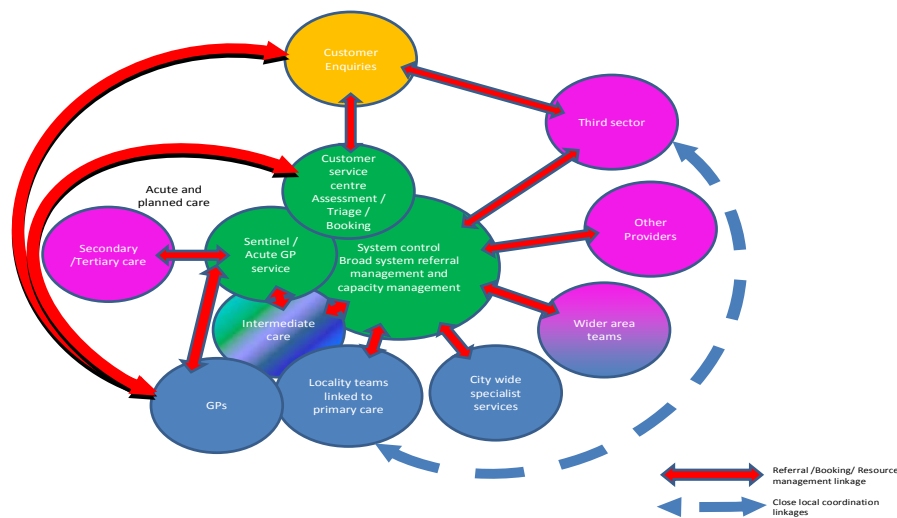 Customer
Enquiries
Third sector
Customer
service
centre
Assessment /
Triage /
Booking
Acute and
planned care
Other
Providers
Secondary
/Tertiary care
Sentinel /
Acute GP
service
System control
Broad system referral
management and
capacity management
Intermediate
care
Wider area
teams
GPs
Locality teams
linked to
primary care
City wide
specialist
services
Referral /Booking/ Resource
management linkage
Close local coordination
linkages